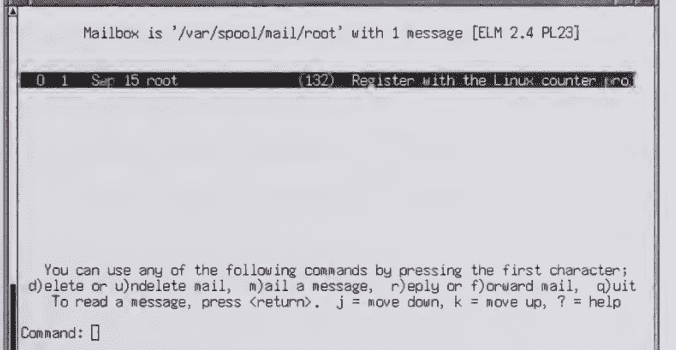 Mailbox is '/var/spool/mail/root' with 1 message [ELM 2.4 PL23]
O 1 Sep 15 root (132) Register with the Linux counter pro
You can use any of the following commands by pressing the first character;
d)elete or u)ndelete mail, m)ail a message, r)eply or f)orward mail, q)uit
To read a message, press <return>. j = move down, k = move up, ? = help
Command: